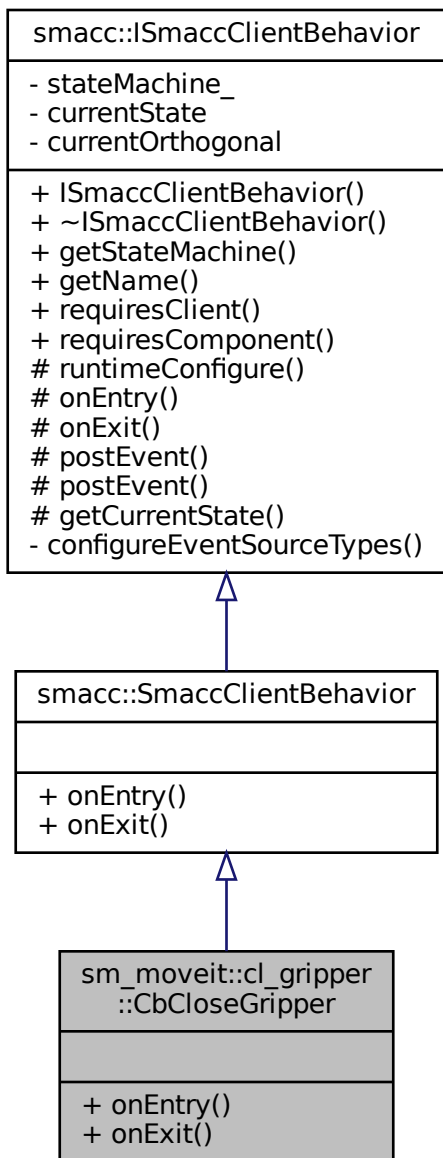 smacc::ISmaccClientBehavior
- stateMachine_
- currentState
- currentOrthogonal
+ ISmaccClientBehavior()
+ ~ISmaccClientBehavior()
+ getStateMachine()
+ getName()
+ requiresClient()
+ requiresComponent()
# runtimeConfigure()
# onEntry()
# onExit()
# postEvent()
# postEvent()
# getCurrentState()
- configureEventSourceTypes()
smacc::SmaccClientBehavior
+ onEntry()
+ onExit()
sm_moveit::cl_gripper
::CbCloseGripper
+ onEntry()
+ onExit()